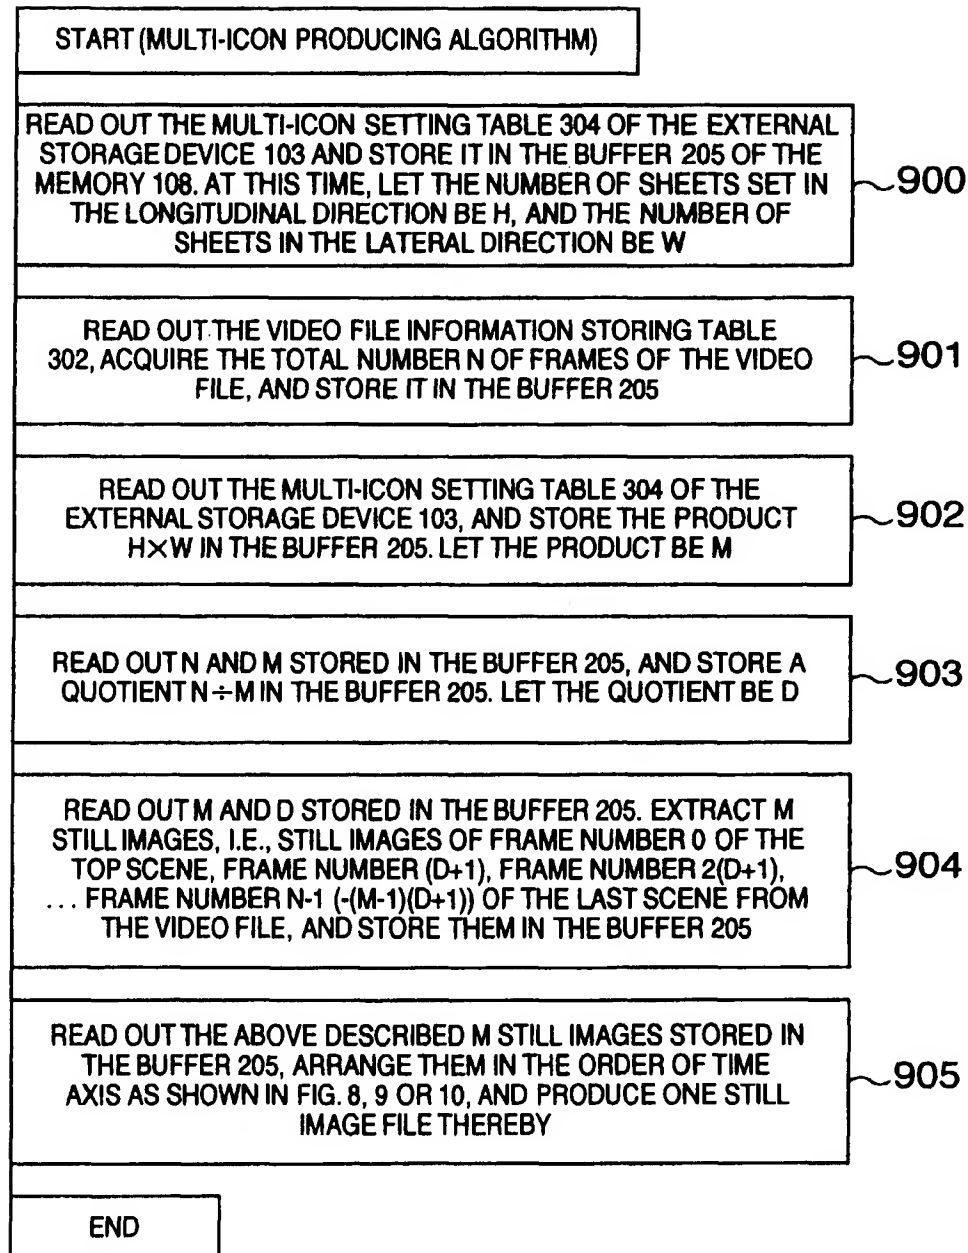 START (MULTI-ICON PRODUCING ALGORITHM)
READ OUT THE MULTI-ICON SETTING TABLE 304 OF THE EXTERNAL
STORAGE DEVICE 103 AND STORE IT IN THE BUFFER 205 OF THE
MEMORY 108. AT THIS TIME, LET THE NUMBER OF SHEETS SET IN
THE LONGITUDINAL DIRECTION BE H, AND THE NUMBER OF
SHEETS IN THE LATERAL DIRECTION BE W
900
READ OUT THE VIDEO FILE INFORMATION STORING TABLE
302, ACQUIRE THE TOTAL NUMBER N OF FRAMES OF THE VIDEO
FILE, AND STORE IT IN THE BUFFER 205
901
READ OUT THE MULTI-ICON SETTING TABLE 304 OF THE
EXTERNAL STORAGE DEVICE 103, AND STORE THE PRODUCT
H×W IN THE BUFFER 205. LET THE PRODUCT BE M
902
READ OUT N AND M STORED IN THE BUFFER 205, AND STORE A
QUOTIENT N÷M IN THE BUFFER 205. LET THE QUOTIENT BE D
903
READ OUT M AND D STORED IN THE BUFFER 205. EXTRACT M
STILL IMAGES, I.E., STILL IMAGES OF FRAME NUMBER 0 OF THE
TOP SCENE, FRAME NUMBER (D+1), FRAME NUMBER 2(D+1),
... FRAME NUMBER N-1 (-(M-1)(D+1)) OF THE LAST SCENE FROM
THE VIDEO FILE, AND STORE THEM IN THE BUFFER 205
904
READ OUT THE ABOVE DESCRIBED M STILL IMAGES STORED IN
THE BUFFER 205, ARRANGE THEM IN THE ORDER OF TIME
AXIS AS SHOWN IN FIG. 8, 9 OR 10, AND PRODUCE ONE STILL
IMAGE FILE THEREBY
905
END